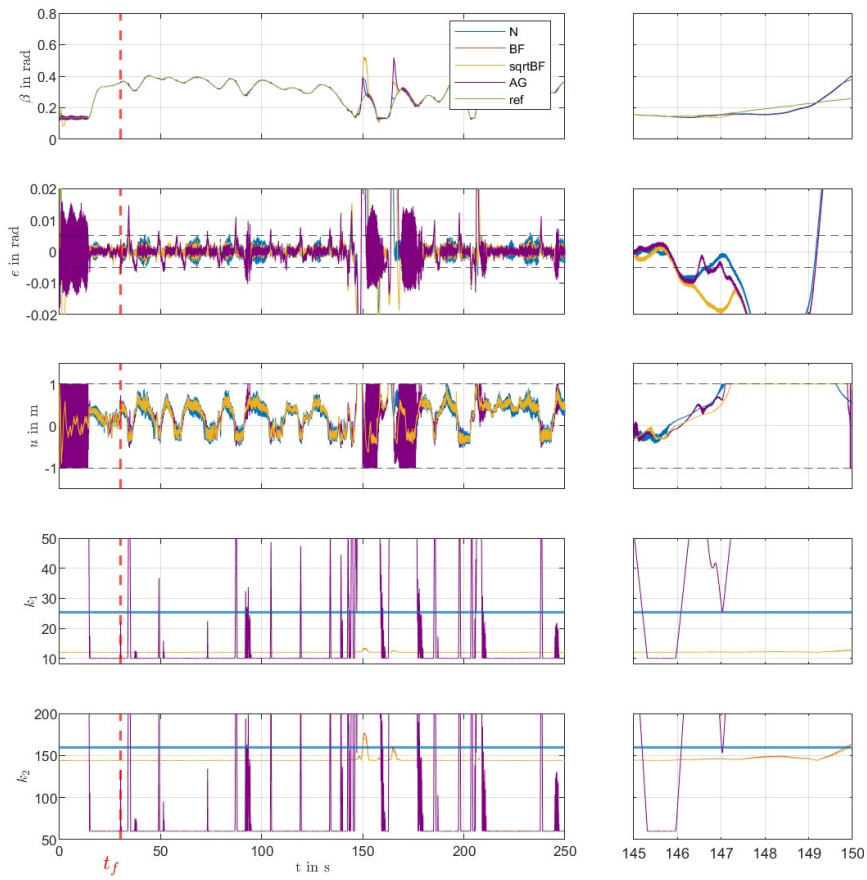 0.8
0.6
0.4
0.2
0
β in rad
N
BF
sqrtBF
AG
ref
0.02
0.01
0
-0.01
-0.02
e in rad
1
0
-1
u in m
50
40
30
20
10
k₁
200
150
100
50
k₂
0 50 100 150 200 250
t_f
t in s
145 146 147 148 149 150